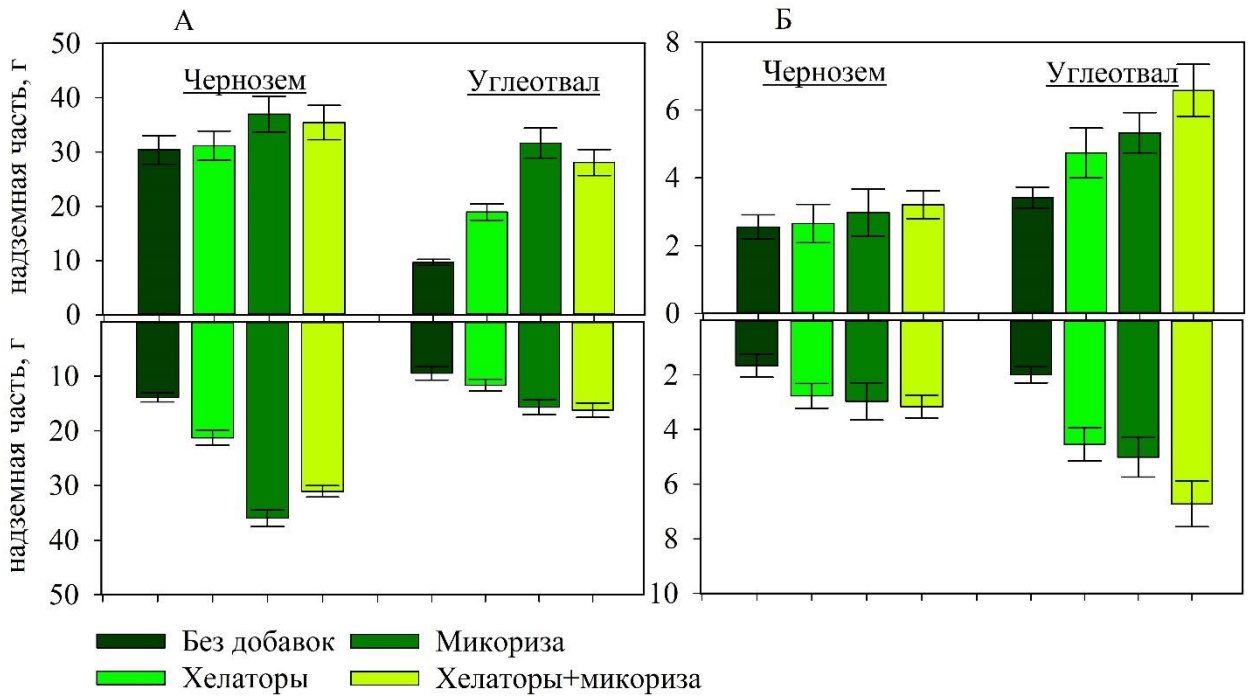 А
Б
50
40
30
20
10
0
10
20
30
40
50
надземная часть, г
надземная часть, г
Чернозем
Углеотвал
8
6
4
2
0
2
4
6
8
10
Чернозем
Углеотвал
Без добавок
Микориза
Хелаторы
Хелаторы+микориза